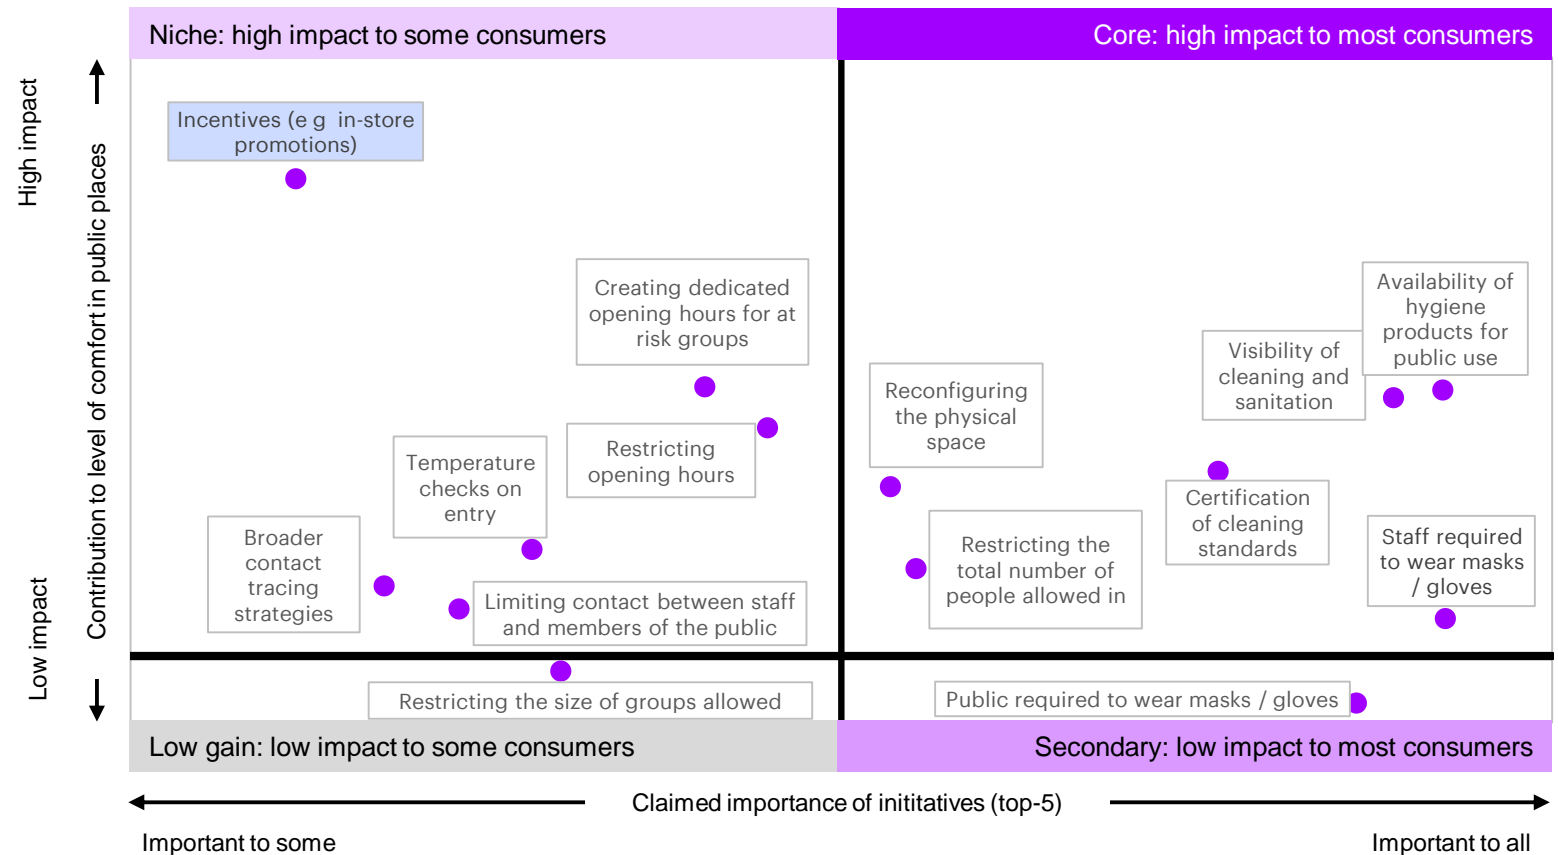 Niche: high impact to some consumers
Core: high impact to most consumers
High impact
Contribution to level of comfort in public places
Low impact
Incentives (e g  in-store
promotions)
Creating dedicated
opening hours for at
risk groups
Restricting
opening hours
Temperature
checks on
entry
Broader
contact
tracing
strategies
Limiting contact between staff
and members of the public
Restricting the size of groups allowed
Reconfiguring
the physical
space
Restricting the
total number of
people allowed in
Visibility of
cleaning and
sanitation
Availability of
hygiene
products for
public use
Certification
of cleaning
standards
Staff required
to wear masks
/ gloves
Public required to wear masks / gloves
Low gain: low impact to some consumers
Secondary: low impact to most consumers
Claimed importance of inititatives (top-5)
Important to some
Important to all